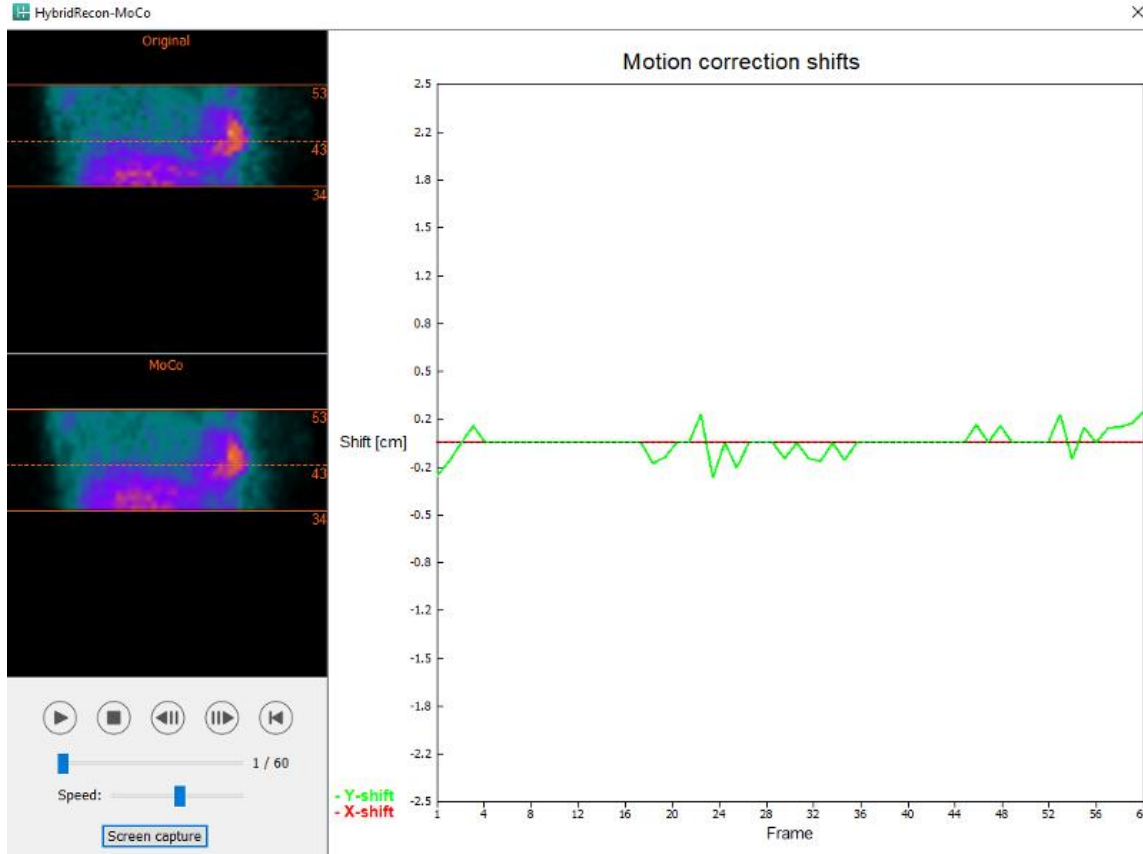 HybridRecon-MoCo
Original
53
43
34
MoCo
53
43
34
1 / 60
Speed:
Screen capture
Motion correction shifts
2.5
2.2
1.8
1.5
1.2
0.8
0.5
0.2
Shift [cm]
-0.2
-0.5
-0.8
-1.2
-1.5
-1.8
-2.2
-2.5
- Y-shift
- X-shift
1 4 8 12 16 20 24 28 32 36 40 44 48 52 56 6
Frame